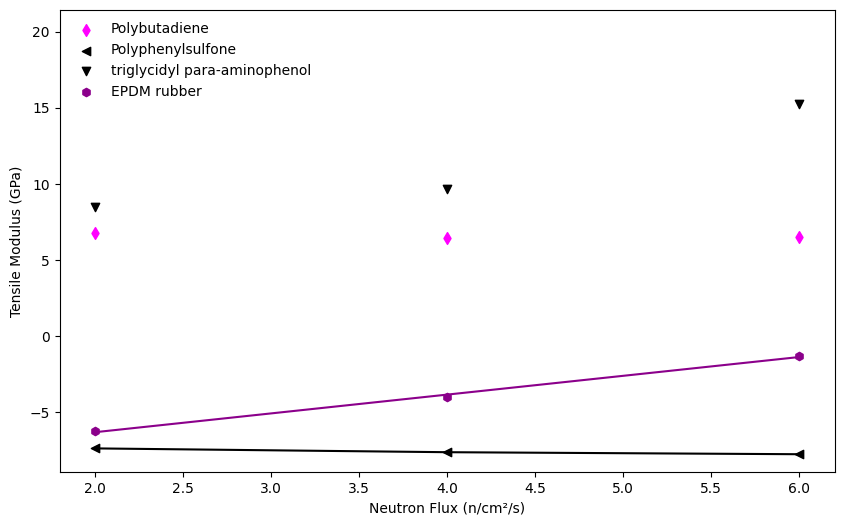 Polybutadiene
Polyphenylsulfone
triglycidyl para-aminophenol
EPDM rubber
20
15
10
5
0
−5
Tensile Modulus (GPa)
2.0 2.5 3.0 3.5 4.0 4.5 5.0 5.5 6.0
Neutron Flux (n/cm²/s)